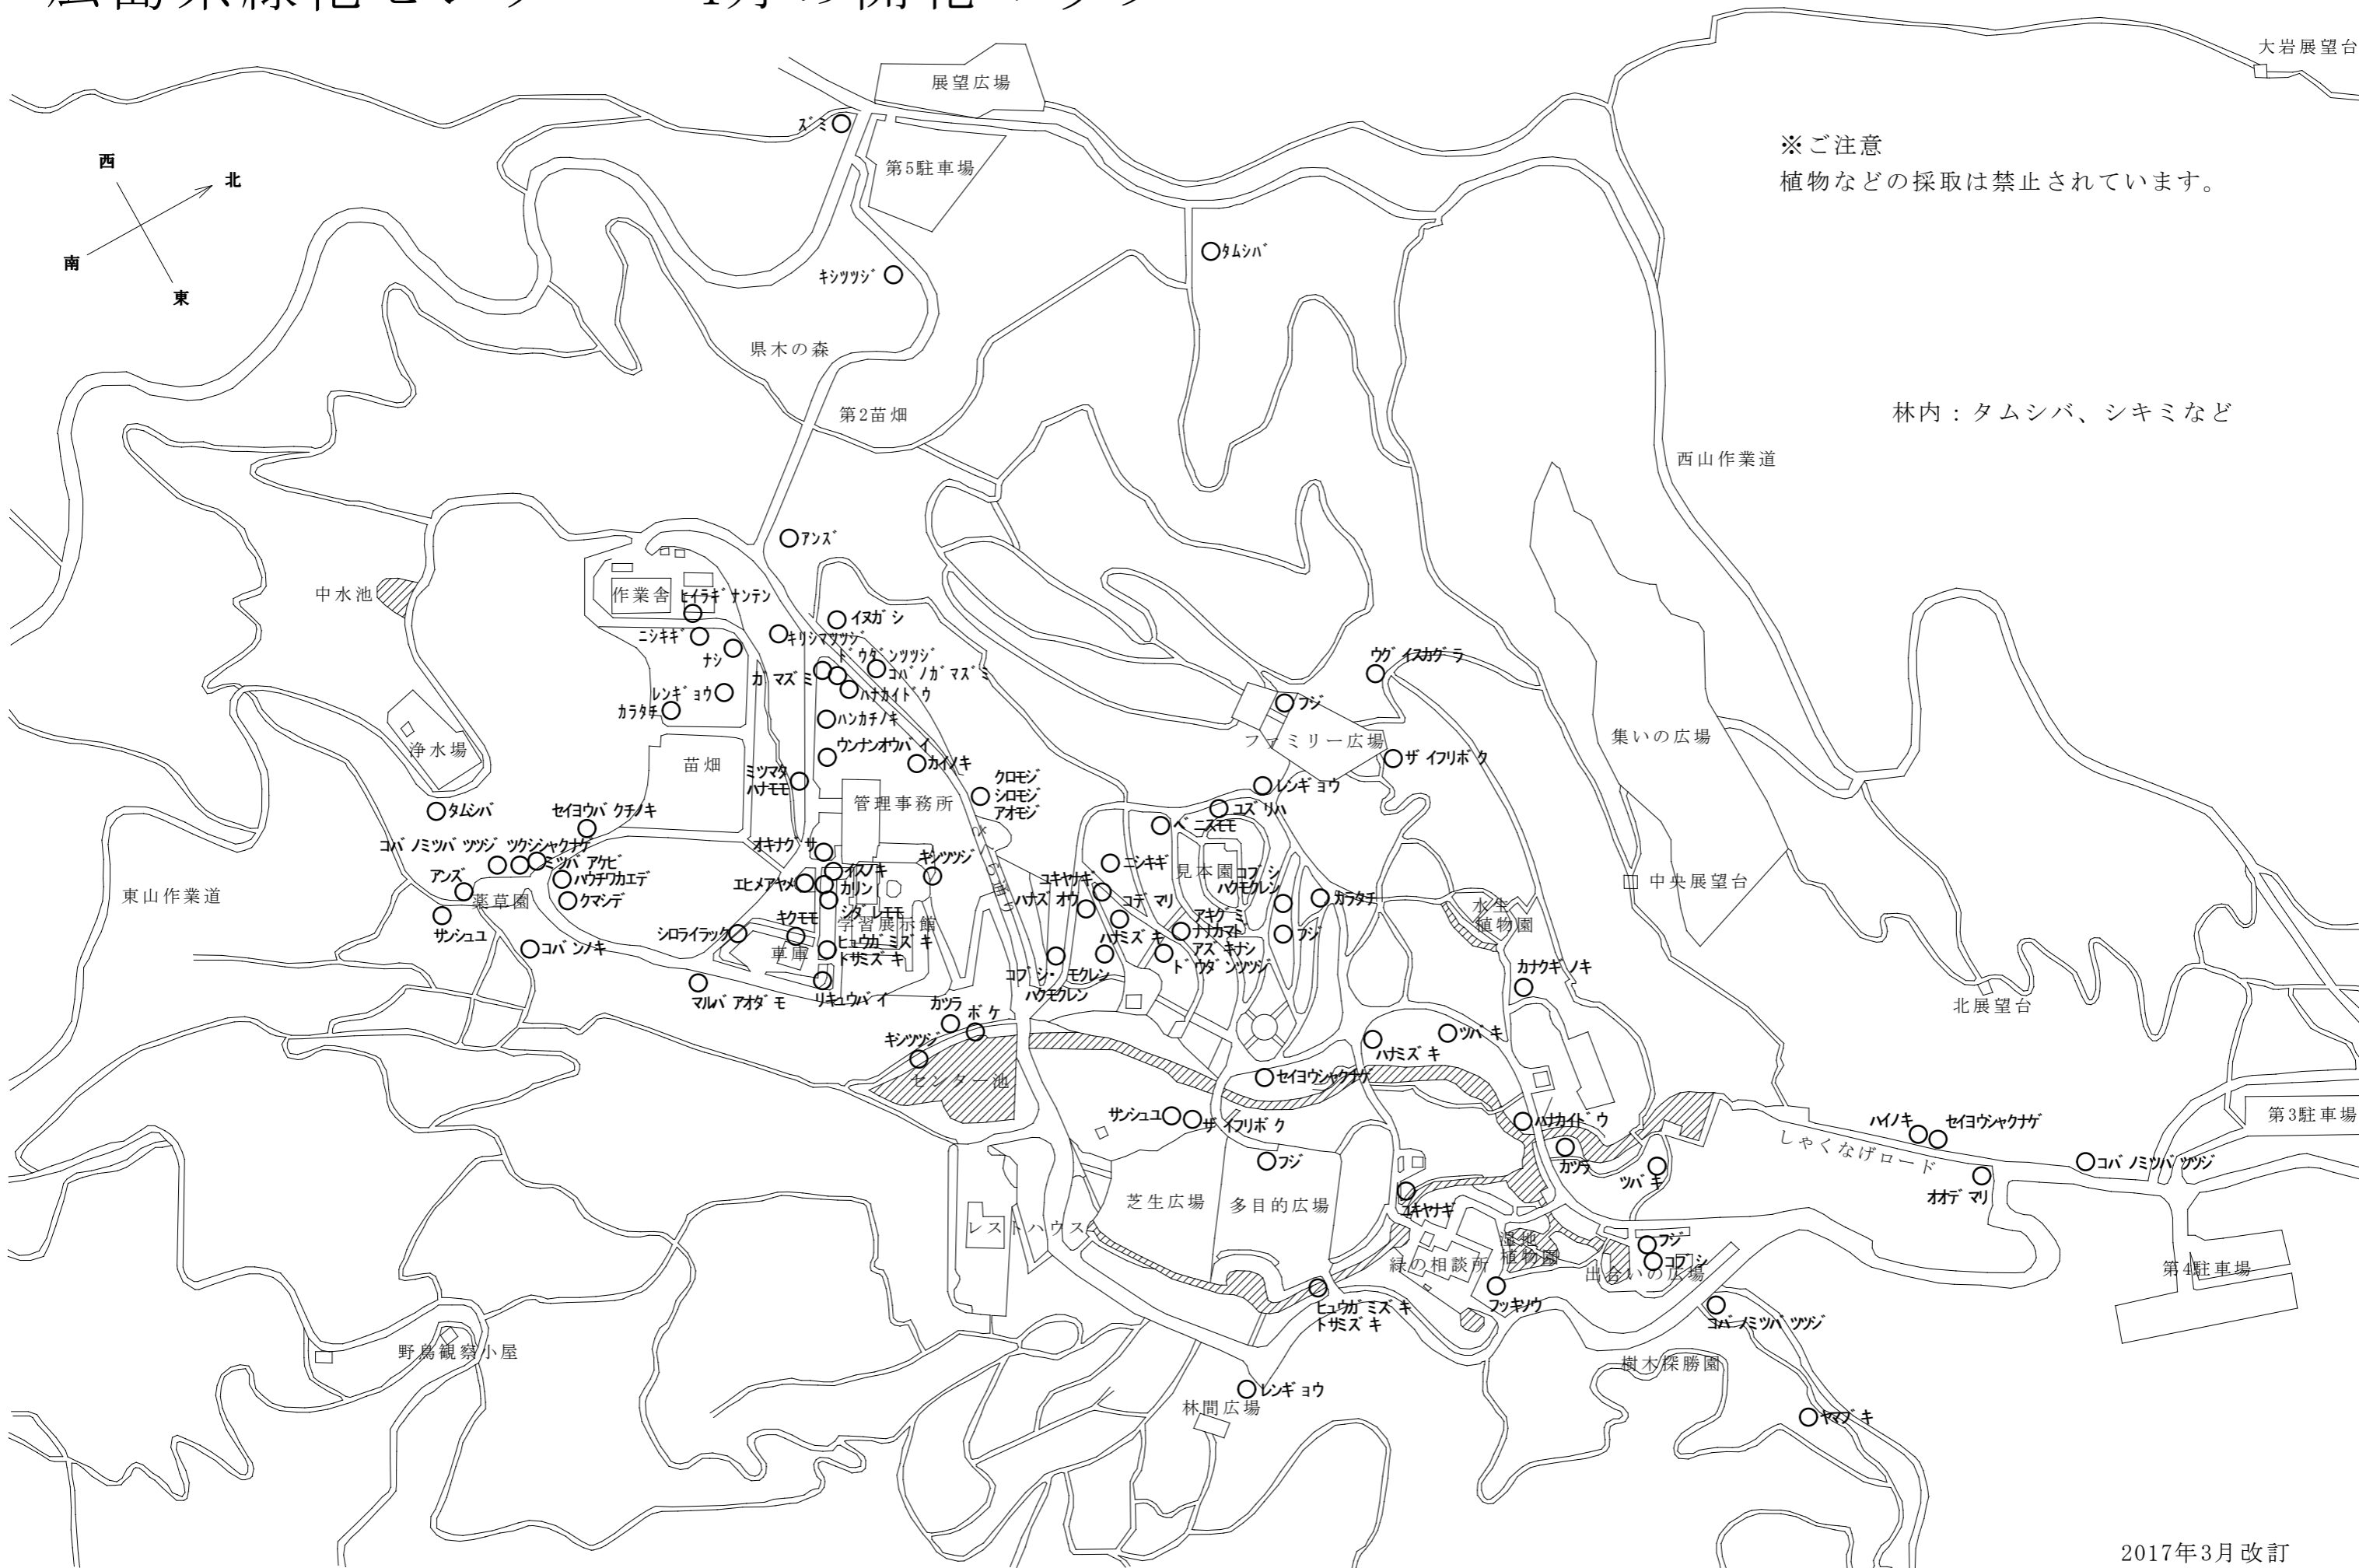 大岩展望台
展望広場
ズミ
第5駐車場
※ご注意
植物などの採取は禁止されています。
西
北
南
東
タムシバ
キシツツジ
県木の森
第2苗畑
林内：タムシバ、シキミなど
西山作業道
アンズ
中水池
作業舎
ヒイラギナンテン
イヌガシ
ニシキギ
キリシマツツジ
ナシ
ドウダンツツジ
コバノガマズミ
ガマズミ
ハナカイドウ
レンギョウ
カラタチ
ハンカチノキ
ウグイスカグラ
フジ
ファミリー広場
ザイフリボク
集いの広場
浄水場
苗畑
ウンナンオウバイ
カイノキ
ミツマタ
ハナモモ
管理事務所
クロモジ
シロモジ
アオモジ
レンギョウ
ユズリハ
ベニスモモ
タムシバ
セイヨウバクチノキ
コバノミツバツツジ
ツクシシャクナゲ
ミツバアケビ
ハウチワカエデ
アンズ
薬草園
クマシデ
サンシュユ
コバンノキ
東山作業道
オキナグサ
イスノキ
エヒメアヤメ
カリン
シダレモモ
キクモモ
学習展示館
シロライラック
車庫
ヒュウガミズキ
トサミズキ
マルバアオダモ
リキュウバイ
キシツツジ
ニシキギ
見本園
コブシ
ハクモクレン
ユキヤナギ
ハナズオウ
コデマリ
カラタチ
ハナミズキ
アキグミ
ナナカマド
アズキナシ
ドウダンツツジ
フジ
コブシ・モクレン
ハクモクレン
水生
植物園
中央展望台
カナクギノキ
北展望台
カツラ
ボケ
キシツツジ
センター池
ハナミズキ
ツバキ
セイヨウシャクナゲ
サンシュユ
ザイフリボク
フジ
ハナカイドウ
カツラ
ツバキ
しゃくなげロード
ハイノキ
セイヨウシャクナゲ
第3駐車場
コバノミツバツツジ
オオデマリ
レストハウス
芝生広場
多目的広場
ユキヤナギ
緑の相談所
湿地
植物園
フジ
コブシ
出合いの広場
第4駐車場
ヒュウガミズキ
トサミズキ
フッキソウ
コバノミツバツツジ
樹木探勝園
野鳥観察小屋
レンギョウ
林間広場
ヤマブキ
2017年3月改訂